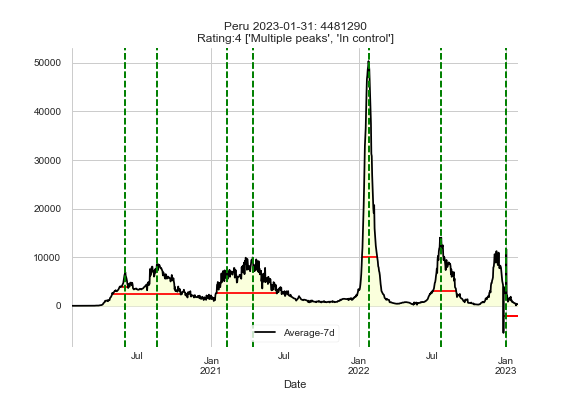 Peru 2023-01-31: 4481290
Rating:4 ['Multiple peaks', 'In control']
50000
40000
30000
20000
10000
0
Average-7d
Jul
Jan
2021
Jul
Jan
2022
Jul
Jan
2023
Date